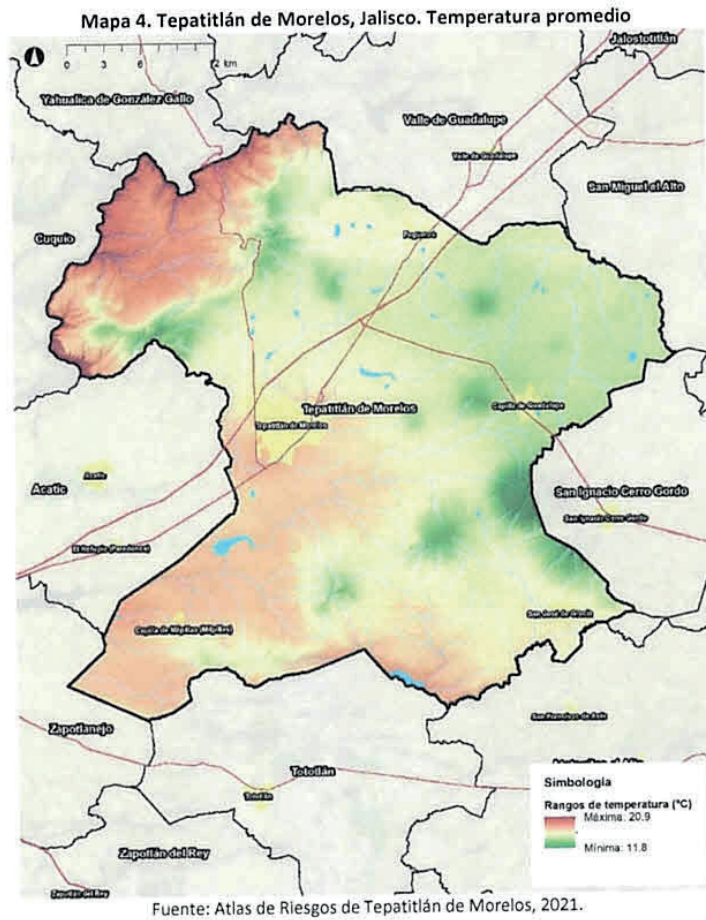 Mapa 4. Tepatitlán de Morelos, Jalisco. Temperatura promedio
0 3 6 12 km
Jalostotitlán
Yahualica de González Gallo
Valle de Guadalupe
Valle de Guadalupe
San Miguel el Alto
Cuquío
Pegueros
Tepatitlán de Morelos
Tepatitlán de Morelos
Capilla de Guadalupe
Acatic
Acatic
San Ignacio Cerro Gordo
San Ignacio Cerro Gordo
El Refugio (Paredones)
San José de Gracia
Capilla de Milpillas (Milpillas)
San Francisco de Asís
Zapotlanejo
Tototlán
Tototlán
Simbología
Rangos de temperatura (°C)
Máxima: 20.9
Mínima: 11.8
Zapotlán del Rey
Zapotlán del Rey
Fuente: Atlas de Riesgos de Tepatitlán de Morelos, 2021.